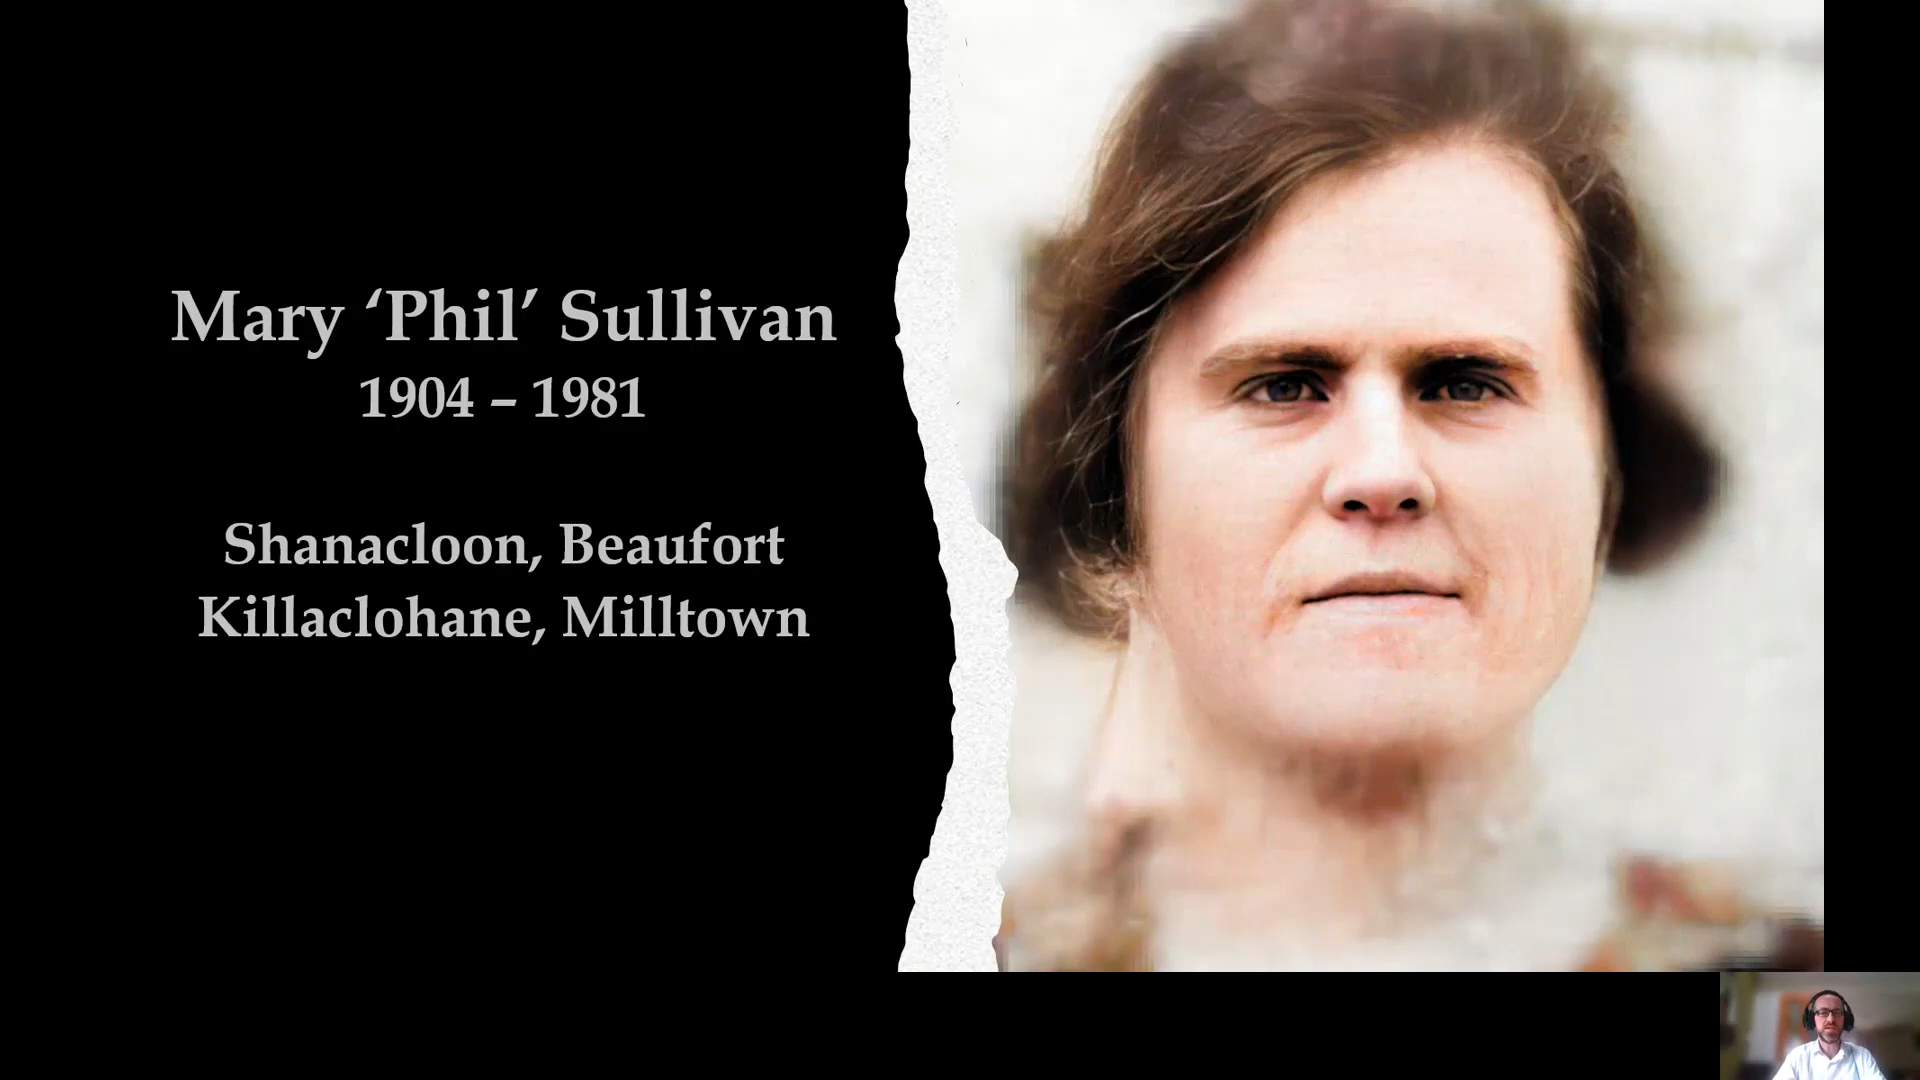 Mary ‘Phil’ Sullivan
1904 – 1981
Shanacloon, Beaufort
Killaclohane, Milltown